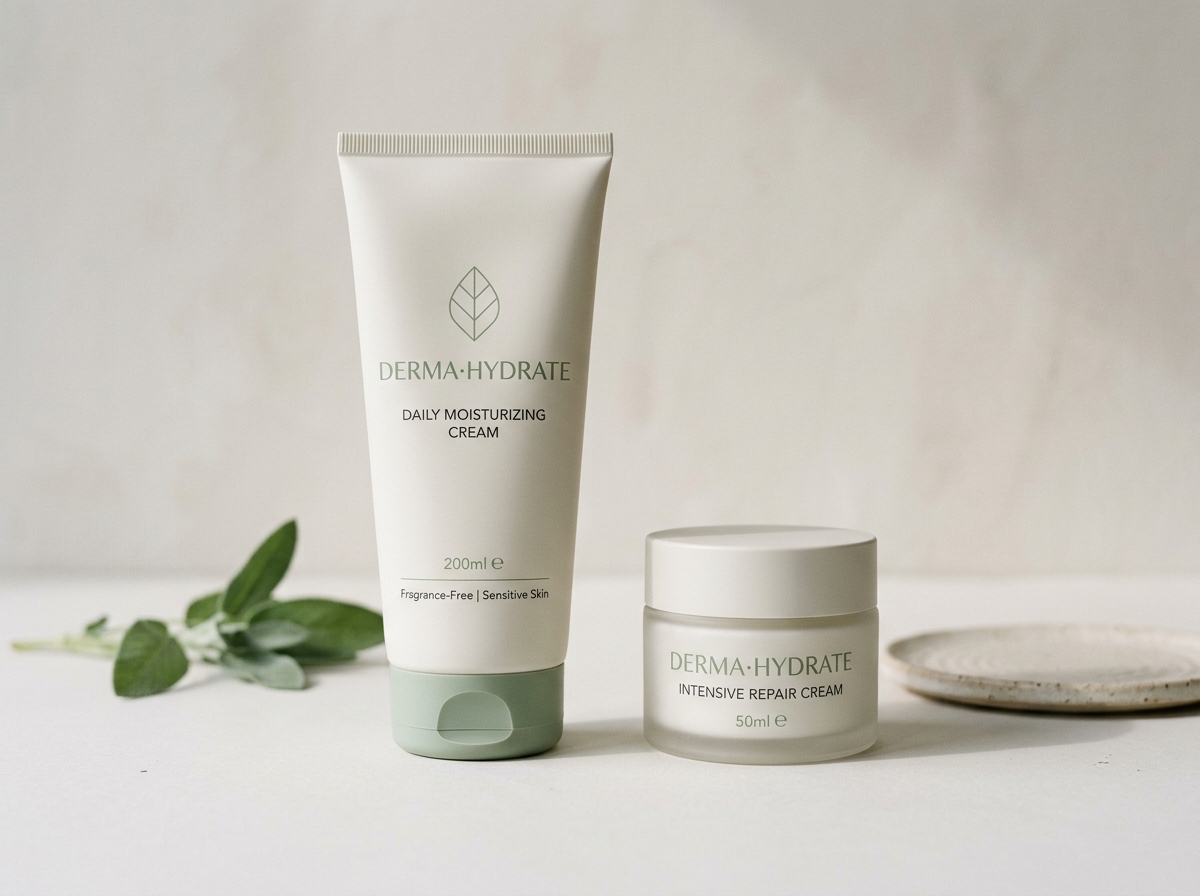 DERMA·HYDRATE
DAILY MOISTURIZING
CREAM
200ml ℮
Frsgrance-Free | Sensitive Skin
DERMA·HYDRATE
INTENSIVE REPAIR CREAM
50ml ℮